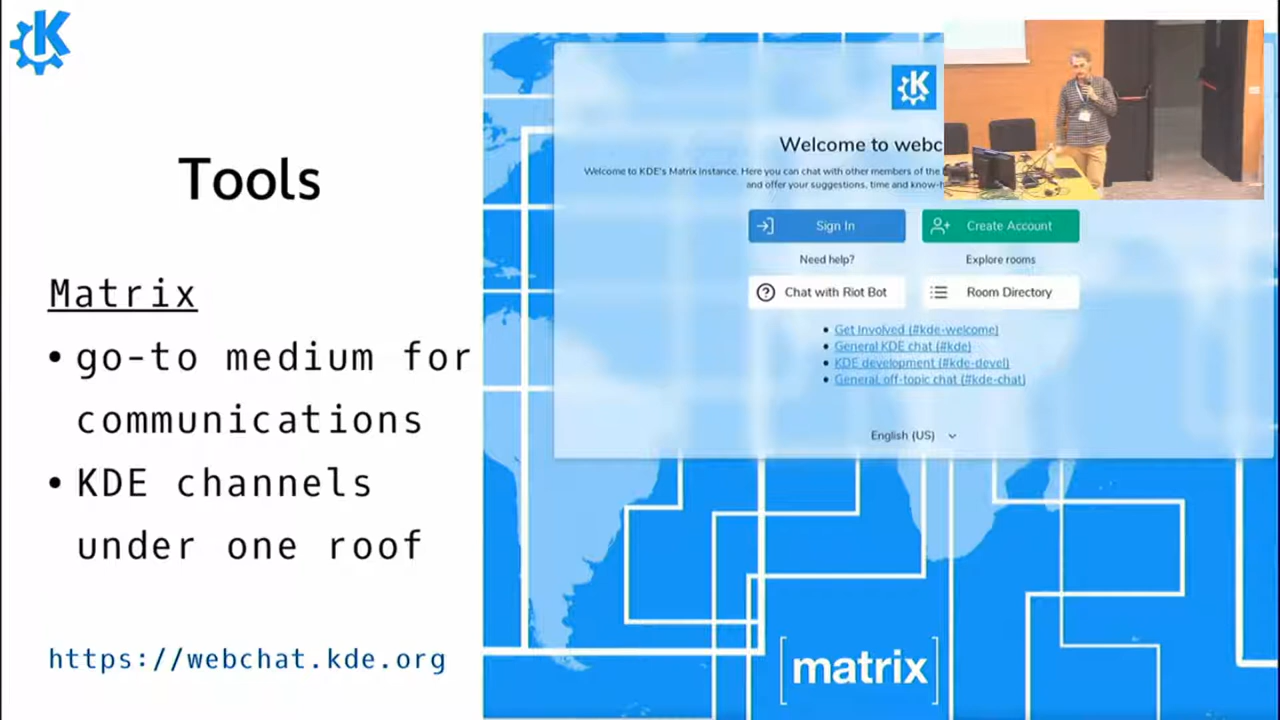 Tools
Matrix
• go-to medium for
communications
• KDE channels
under one roof
https://webchat.kde.org
K
Welcome to webc
Welcome to KDE's Matrix Instance. Here you can chat with other members of the
and offer your suggestions, time and know-h
Sign In
Create Account
Need help?
Explore rooms
Chat with Riot Bot
Room Directory
• Get Involved (#kde-welcome)
• General KDE chat (#kde)
• KDE development (#kde-devel)
• General, off-topic chat (#kde-chat)
English (US)
[matrix]